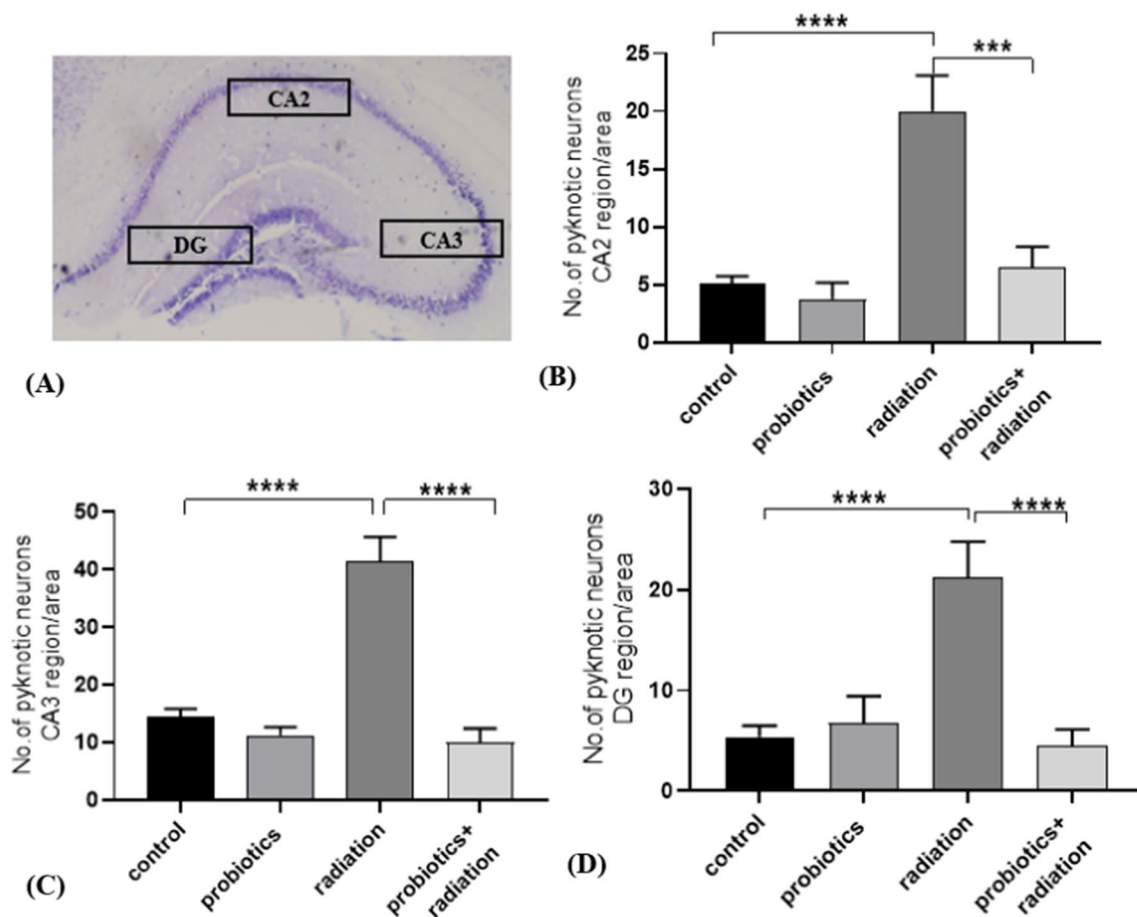 CA2
DG
CA3
(A)
****
***
No.of pyknotic neurons
CA2 region/area
25
20
15
10
5
0
control
probiotics
radiation
probiotics+
radiation
(B)
****
****
No.of pyknotic neurons
CA3 region/area
50
40
30
20
10
0
control
probiotics
radiation
probiotics+
radiation
(C)
****
****
No.of pyknotic neurons
DG region/area
30
20
10
0
control
probiotics
radiation
probiotics+
radiation
(D)